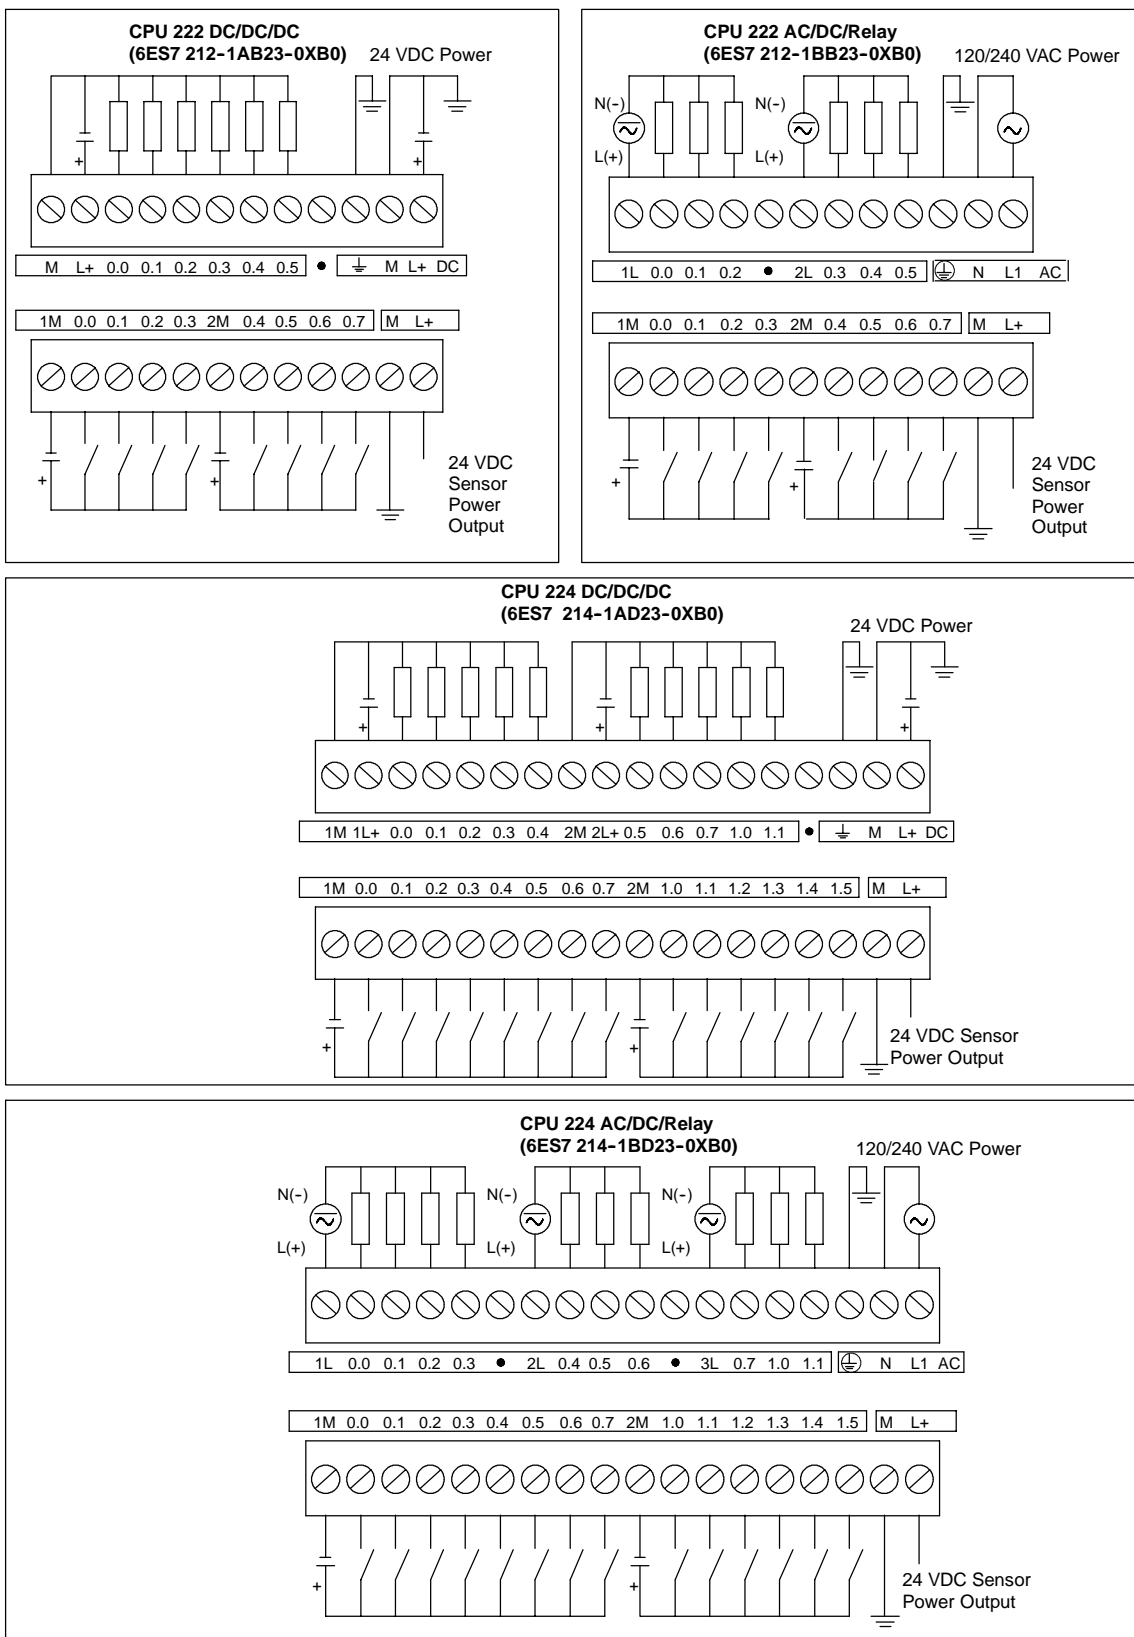 CPU 222 DC/DC/DC
(6ES7 212-1AB23-0XB0)
24 VDC Power
+
+
M L+ 0.0 0.1 0.2 0.3 0.4 0.5 • ⏚ M L+ DC
1M 0.0 0.1 0.2 0.3 2M 0.4 0.5 0.6 0.7 M L+
+
+
24 VDC
Sensor
Power
Output
CPU 222 AC/DC/Relay
(6ES7 212-1BB23-0XB0)
120/240 VAC Power
N(-)
N(-)
L(+)
L(+)
1L 0.0 0.1 0.2 • 2L 0.3 0.4 0.5 ⏚ N L1 AC
1M 0.0 0.1 0.2 0.3 2M 0.4 0.5 0.6 0.7 M L+
+
+
24 VDC
Sensor
Power
Output
CPU 224 DC/DC/DC
(6ES7 214-1AD23-0XB0)
24 VDC Power
+
+
+
1M 1L+ 0.0 0.1 0.2 0.3 0.4 2M 2L+ 0.5 0.6 0.7 1.0 1.1 • ⏚ M L+ DC
1M 0.0 0.1 0.2 0.3 0.4 0.5 0.6 0.7 2M 1.0 1.1 1.2 1.3 1.4 1.5 M L+
+
+
24 VDC Sensor
Power Output
CPU 224 AC/DC/Relay
(6ES7 214-1BD23-0XB0)
120/240 VAC Power
N(-)
N(-)
N(-)
L(+)
L(+)
L(+)
1L 0.0 0.1 0.2 0.3 • 2L 0.4 0.5 0.6 • 3L 0.7 1.0 1.1 ⏚ N L1 AC
1M 0.0 0.1 0.2 0.3 0.4 0.5 0.6 0.7 2M 1.0 1.1 1.2 1.3 1.4 1.5 M L+
+
+
24 VDC Sensor
Power Output